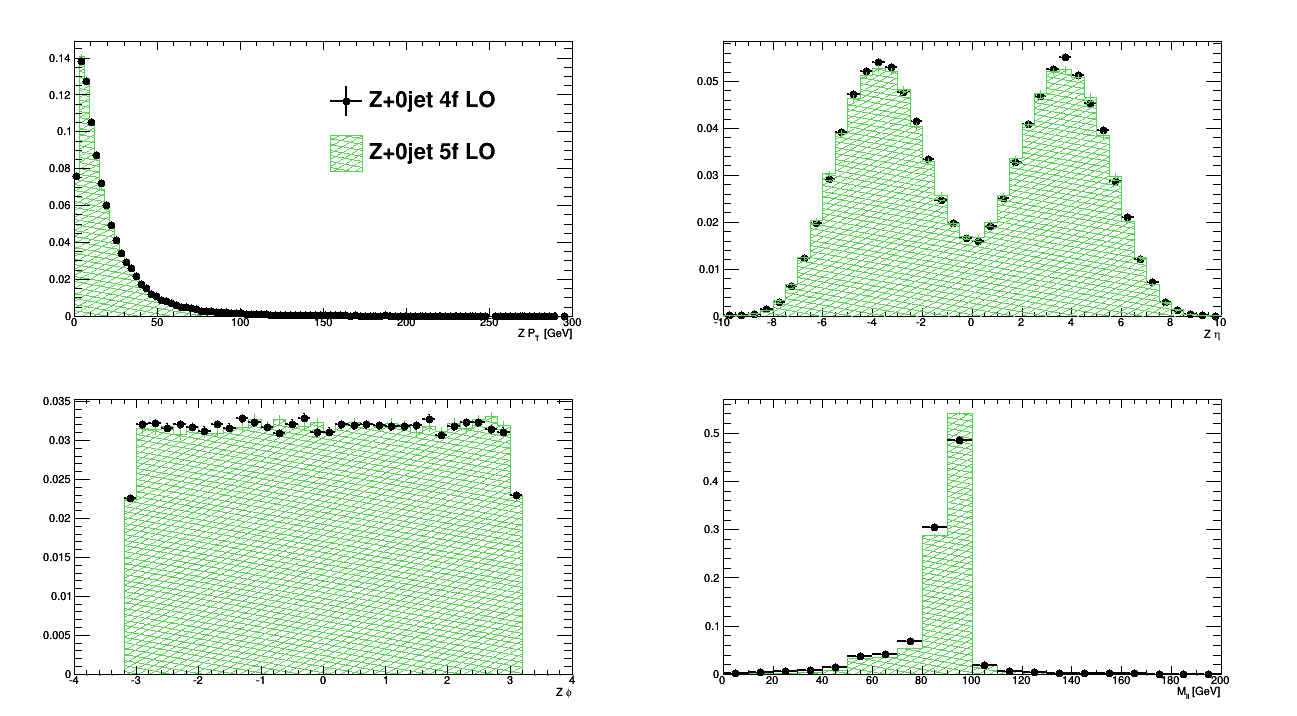 0.14
0.12
0.1
0.08
0.06
0.04
0.02
0
0 50 100 150 200 250 300
Z P_T [GeV]
Z+0jet 4f LO
Z+0jet 5f LO
0.05
0.04
0.03
0.02
0.01
0
-10 -8 -6 -4 -2 0 2 4 6 8 10
Z η
0.035
0.03
0.025
0.02
0.015
0.01
0.005
0
-4 -3 -2 -1 0 1 2 3 4
Z ϕ
0.5
0.4
0.3
0.2
0.1
0
0 20 40 60 80 100 120 140 160 180 200
M_ll [GeV]